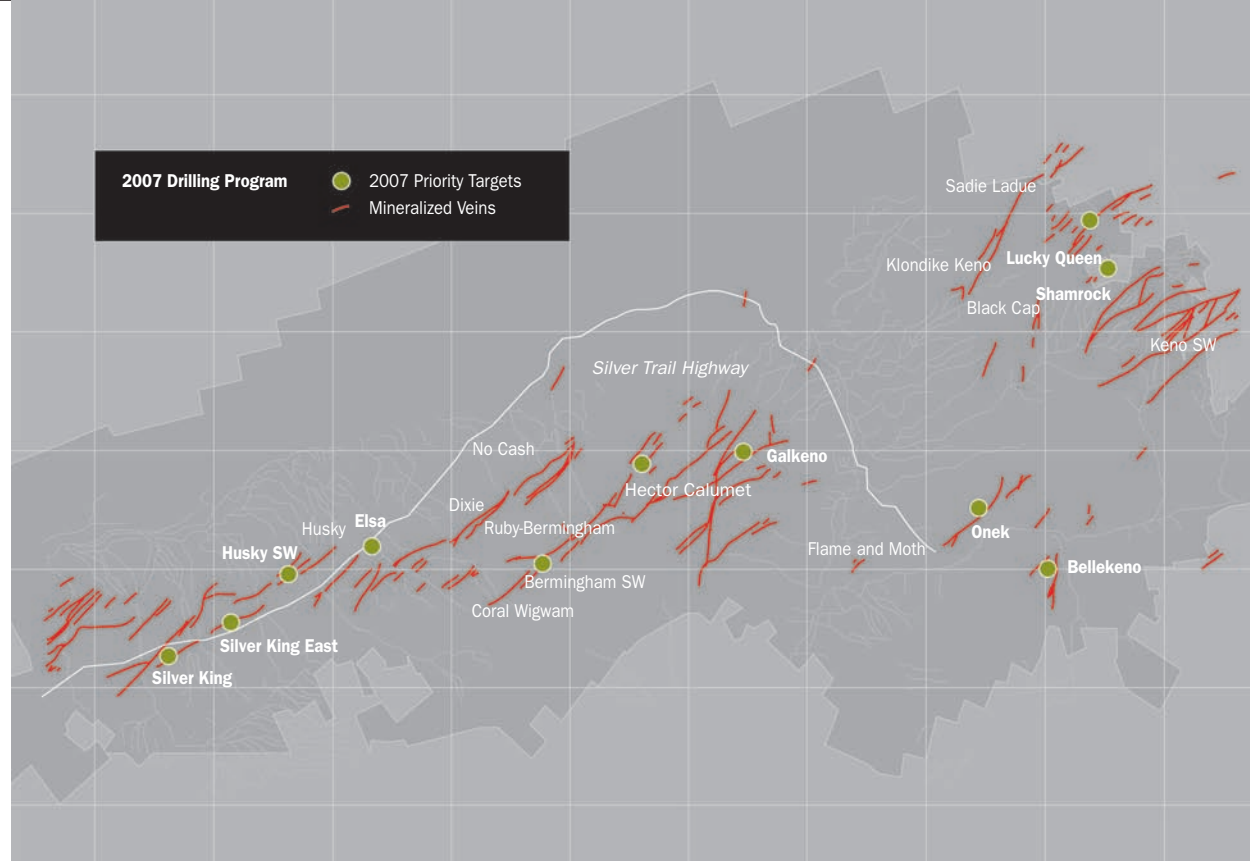 2007 Drilling Program
2007 Priority Targets
Mineralized Veins
Sadie Ladue
Lucky Queen
Klondike Keno
Shamrock
Black Cap
Keno SW
Silver Trail Highway
No Cash
Galkeno
Hector Calumet
Dixie
Elsa
Husky
Ruby-Bermingham
Onek
Husky SW
Flame and Moth
Bellekeno
Bermingham SW
Coral Wigwam
Silver King East
Silver King